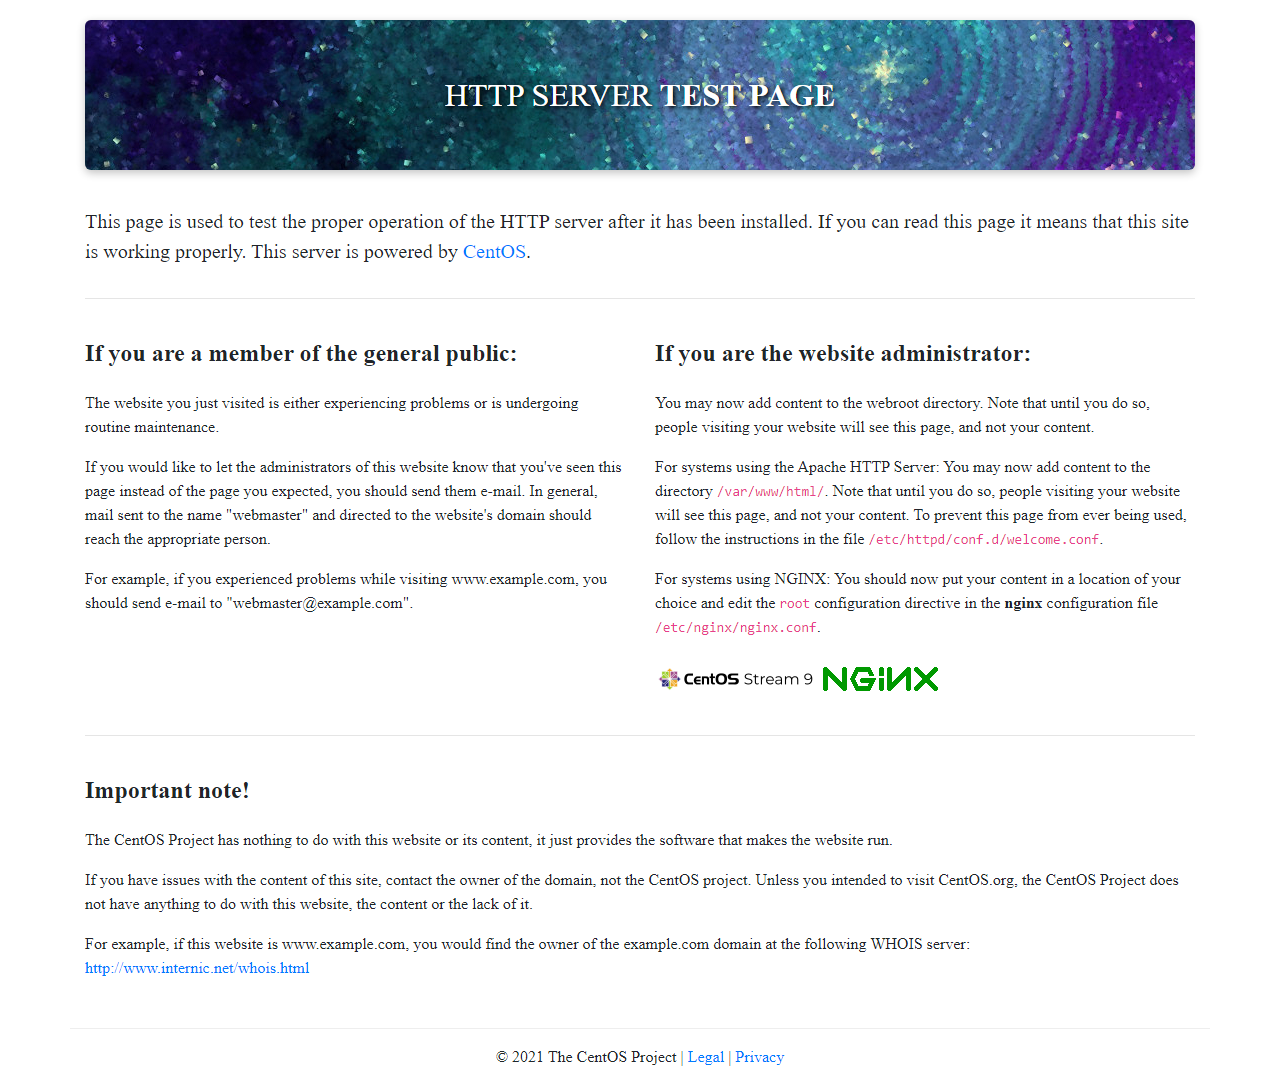 HTTP SERVER TEST PAGE
This page is used to test the proper operation of the HTTP server after it has been installed. If you can read this page it means that this site
is working properly. This server is powered by CentOS.
If you are a member of the general public:
The website you just visited is either experiencing problems or is undergoing
routine maintenance.
If you would like to let the administrators of this website know that you've seen this
page instead of the page you expected, you should send them e-mail. In general,
mail sent to the name "webmaster" and directed to the website's domain should
reach the appropriate person.
For example, if you experienced problems while visiting www.example.com, you
should send e-mail to "webmaster@example.com".
If you are the website administrator:
You may now add content to the webroot directory. Note that until you do so,
people visiting your website will see this page, and not your content.
For systems using the Apache HTTP Server: You may now add content to the
directory /var/www/html/. Note that until you do so, people visiting your website
will see this page, and not your content. To prevent this page from ever being used,
follow the instructions in the file /etc/httpd/conf.d/welcome.conf.
For systems using NGINX: You should now put your content in a location of your
choice and edit the root configuration directive in the nginx configuration file
/etc/nginx/nginx.conf.
CentOS Stream 9 NGINX
Important note!
The CentOS Project has nothing to do with this website or its content, it just provides the software that makes the website run.
If you have issues with the content of this site, contact the owner of the domain, not the CentOS project. Unless you intended to visit CentOS.org, the CentOS Project does
not have anything to do with this website, the content or the lack of it.
For example, if this website is www.example.com, you would find the owner of the example.com domain at the following WHOIS server:
http://www.internic.net/whois.html
© 2021 The CentOS Project | Legal | Privacy